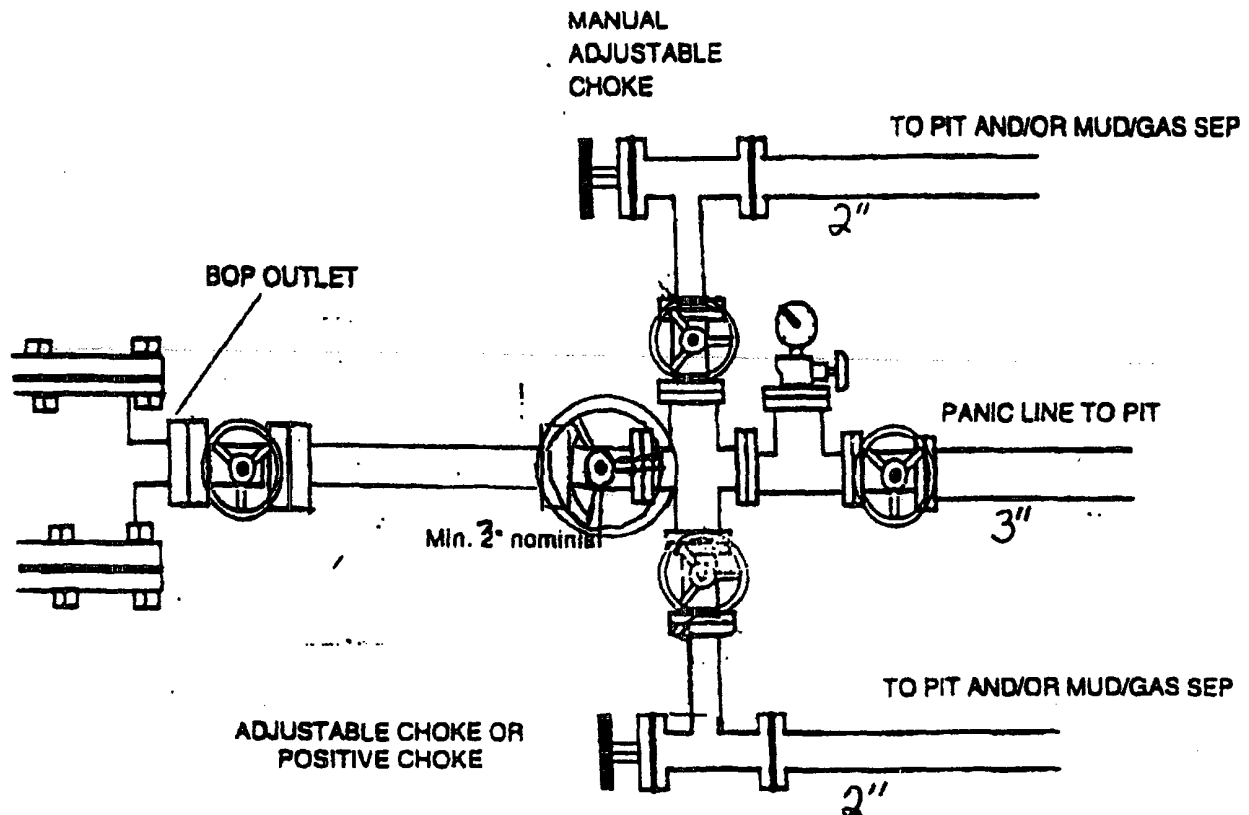 MANUAL
ADJUSTABLE
CHOKE
TO PIT AND/OR MUD/GAS SEP
2"
BOP OUTLET
PANIC LINE TO PIT
3"
Min. 3" nominal
TO PIT AND/OR MUD/GAS SEP
ADJUSTABLE CHOKE OR
POSITIVE CHOKE
2"